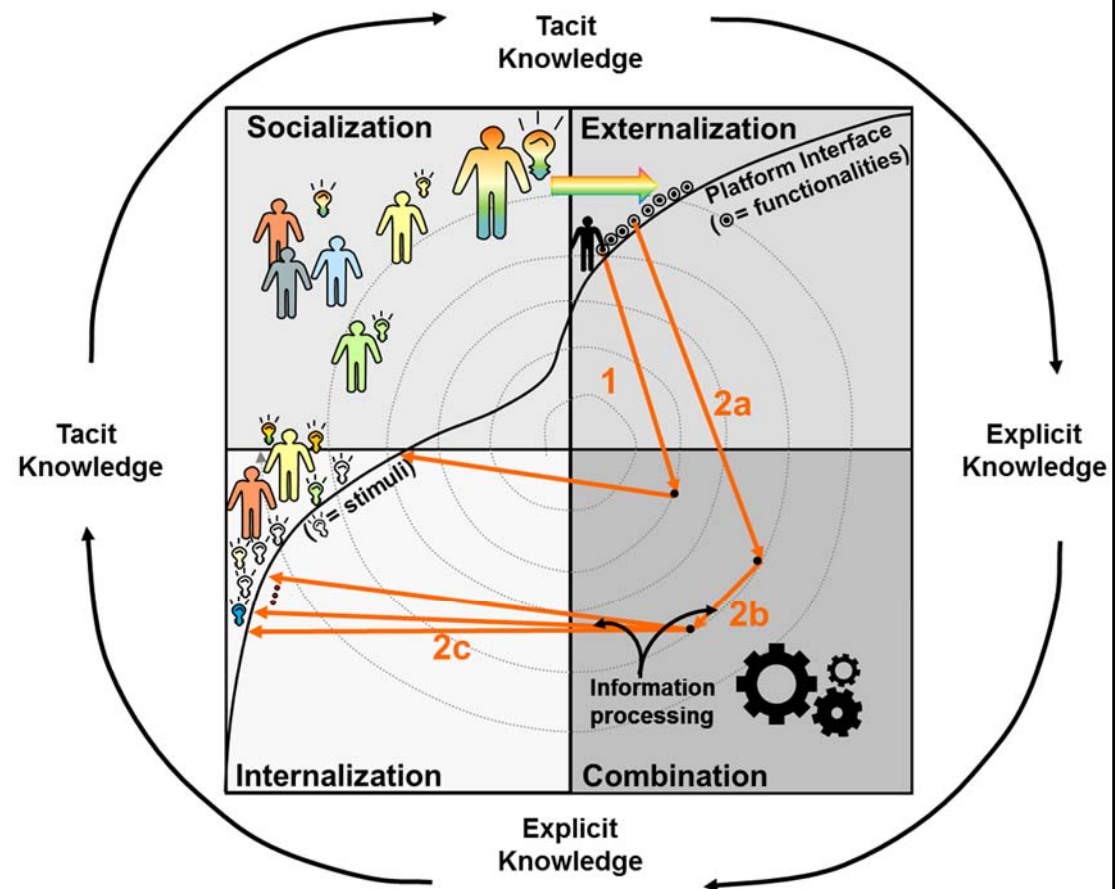 Tacit
Knowledge
Socialization
Externalization
Platform Interface
(⦿= functionalities)
1
2a
Tacit
Knowledge
Explicit
Knowledge
(💡= stimuli)
2b
2c
Information
processing
Internalization
Combination
Explicit
Knowledge